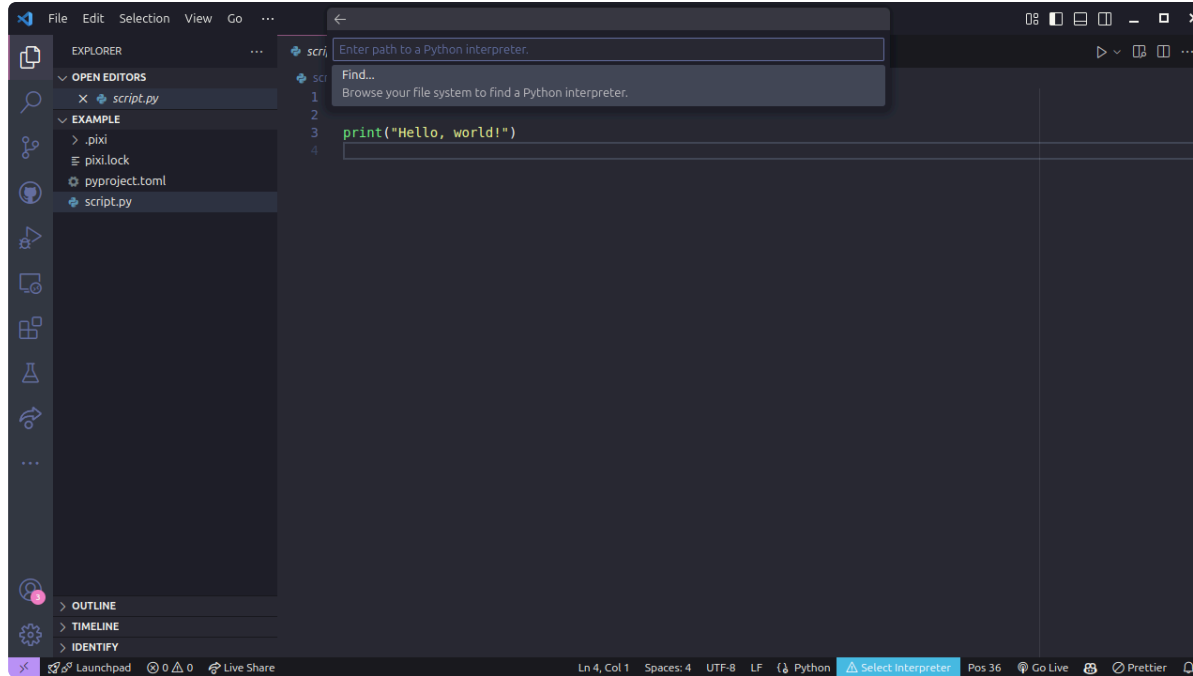 File Edit Selection View Go ···
EXPLORER ···
OPEN EDITORS
script.py
EXAMPLE
.pixi
pixi.lock
pyproject.toml
script.py
OUTLINE
TIMELINE
IDENTIFY
Enter path to a Python interpreter.
Find...
Browse your file system to find a Python interpreter.
1
2
3 print("Hello, world!")
4
3
Launchpad 0 0 Live Share
Ln 4, Col 1 Spaces: 4 UTF-8 LF Python Select Interpreter Pos 36 Go Live Prettier